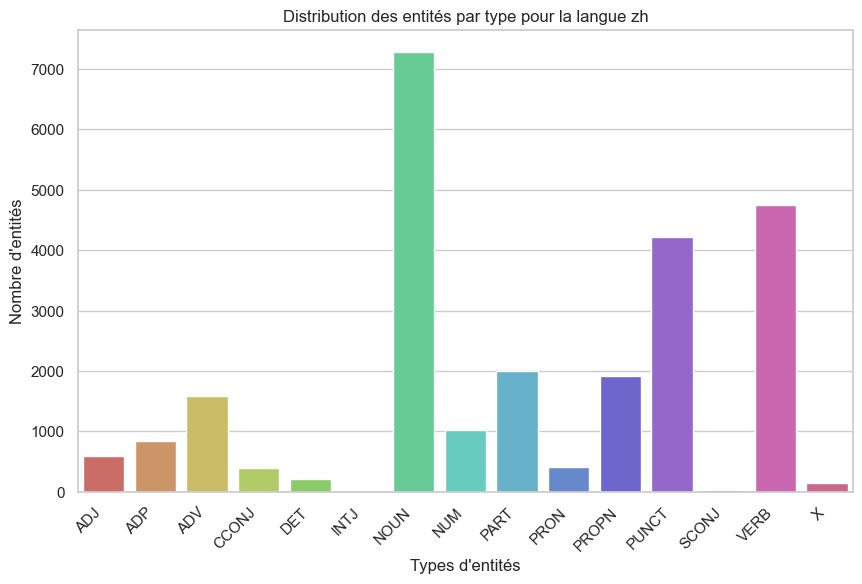 Distribution des entités par type pour la langue zh
Nombre d'entités
7000
6000
5000
4000
3000
2000
1000
0
ADJ
ADP
ADV
CCONJ
DET
INTJ
NOUN
NUM
PART
PRON
PROPN
PUNCT
SCONJ
VERB
X
Types d'entités